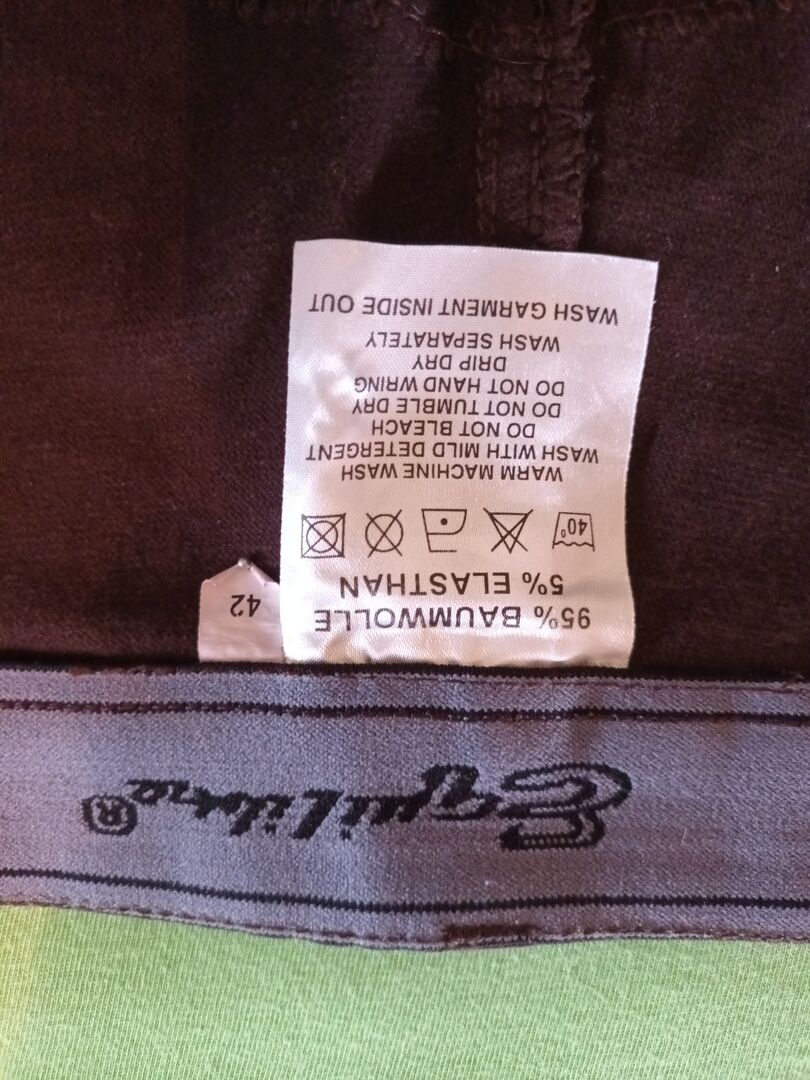 Equilibre®
42
95% BAUMWOLLE
5% ELASTHAN
40°
WARM MACHINE WASH
WASH WITH MILD DETERGENT
DO NOT BLEACH
DO NOT TUMBLE DRY
DO NOT HAND WRING
DRIP DRY
WASH SEPARATELY
WASH GARMENT INSIDE OUT